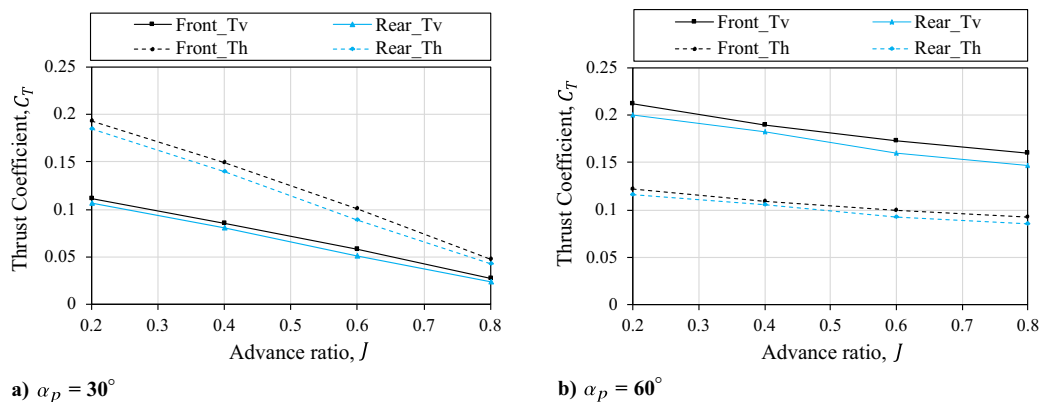 Front_Tv Rear_Tv
Front_Th Rear_Th
0.25
0.2
0.15
0.1
0.05
0
Thrust Coefficient, C_T
0.2 0.3 0.4 0.5 0.6 0.7 0.8
Advance ratio, J
a) α_p = 30°
Front_Tv Rear_Tv
Front_Th Rear_Th
0.25
0.2
0.15
0.1
0.05
0
Thrust Coefficient, C_T
0.2 0.3 0.4 0.5 0.6 0.7 0.8
Advance ratio, J
b) α_p = 60°